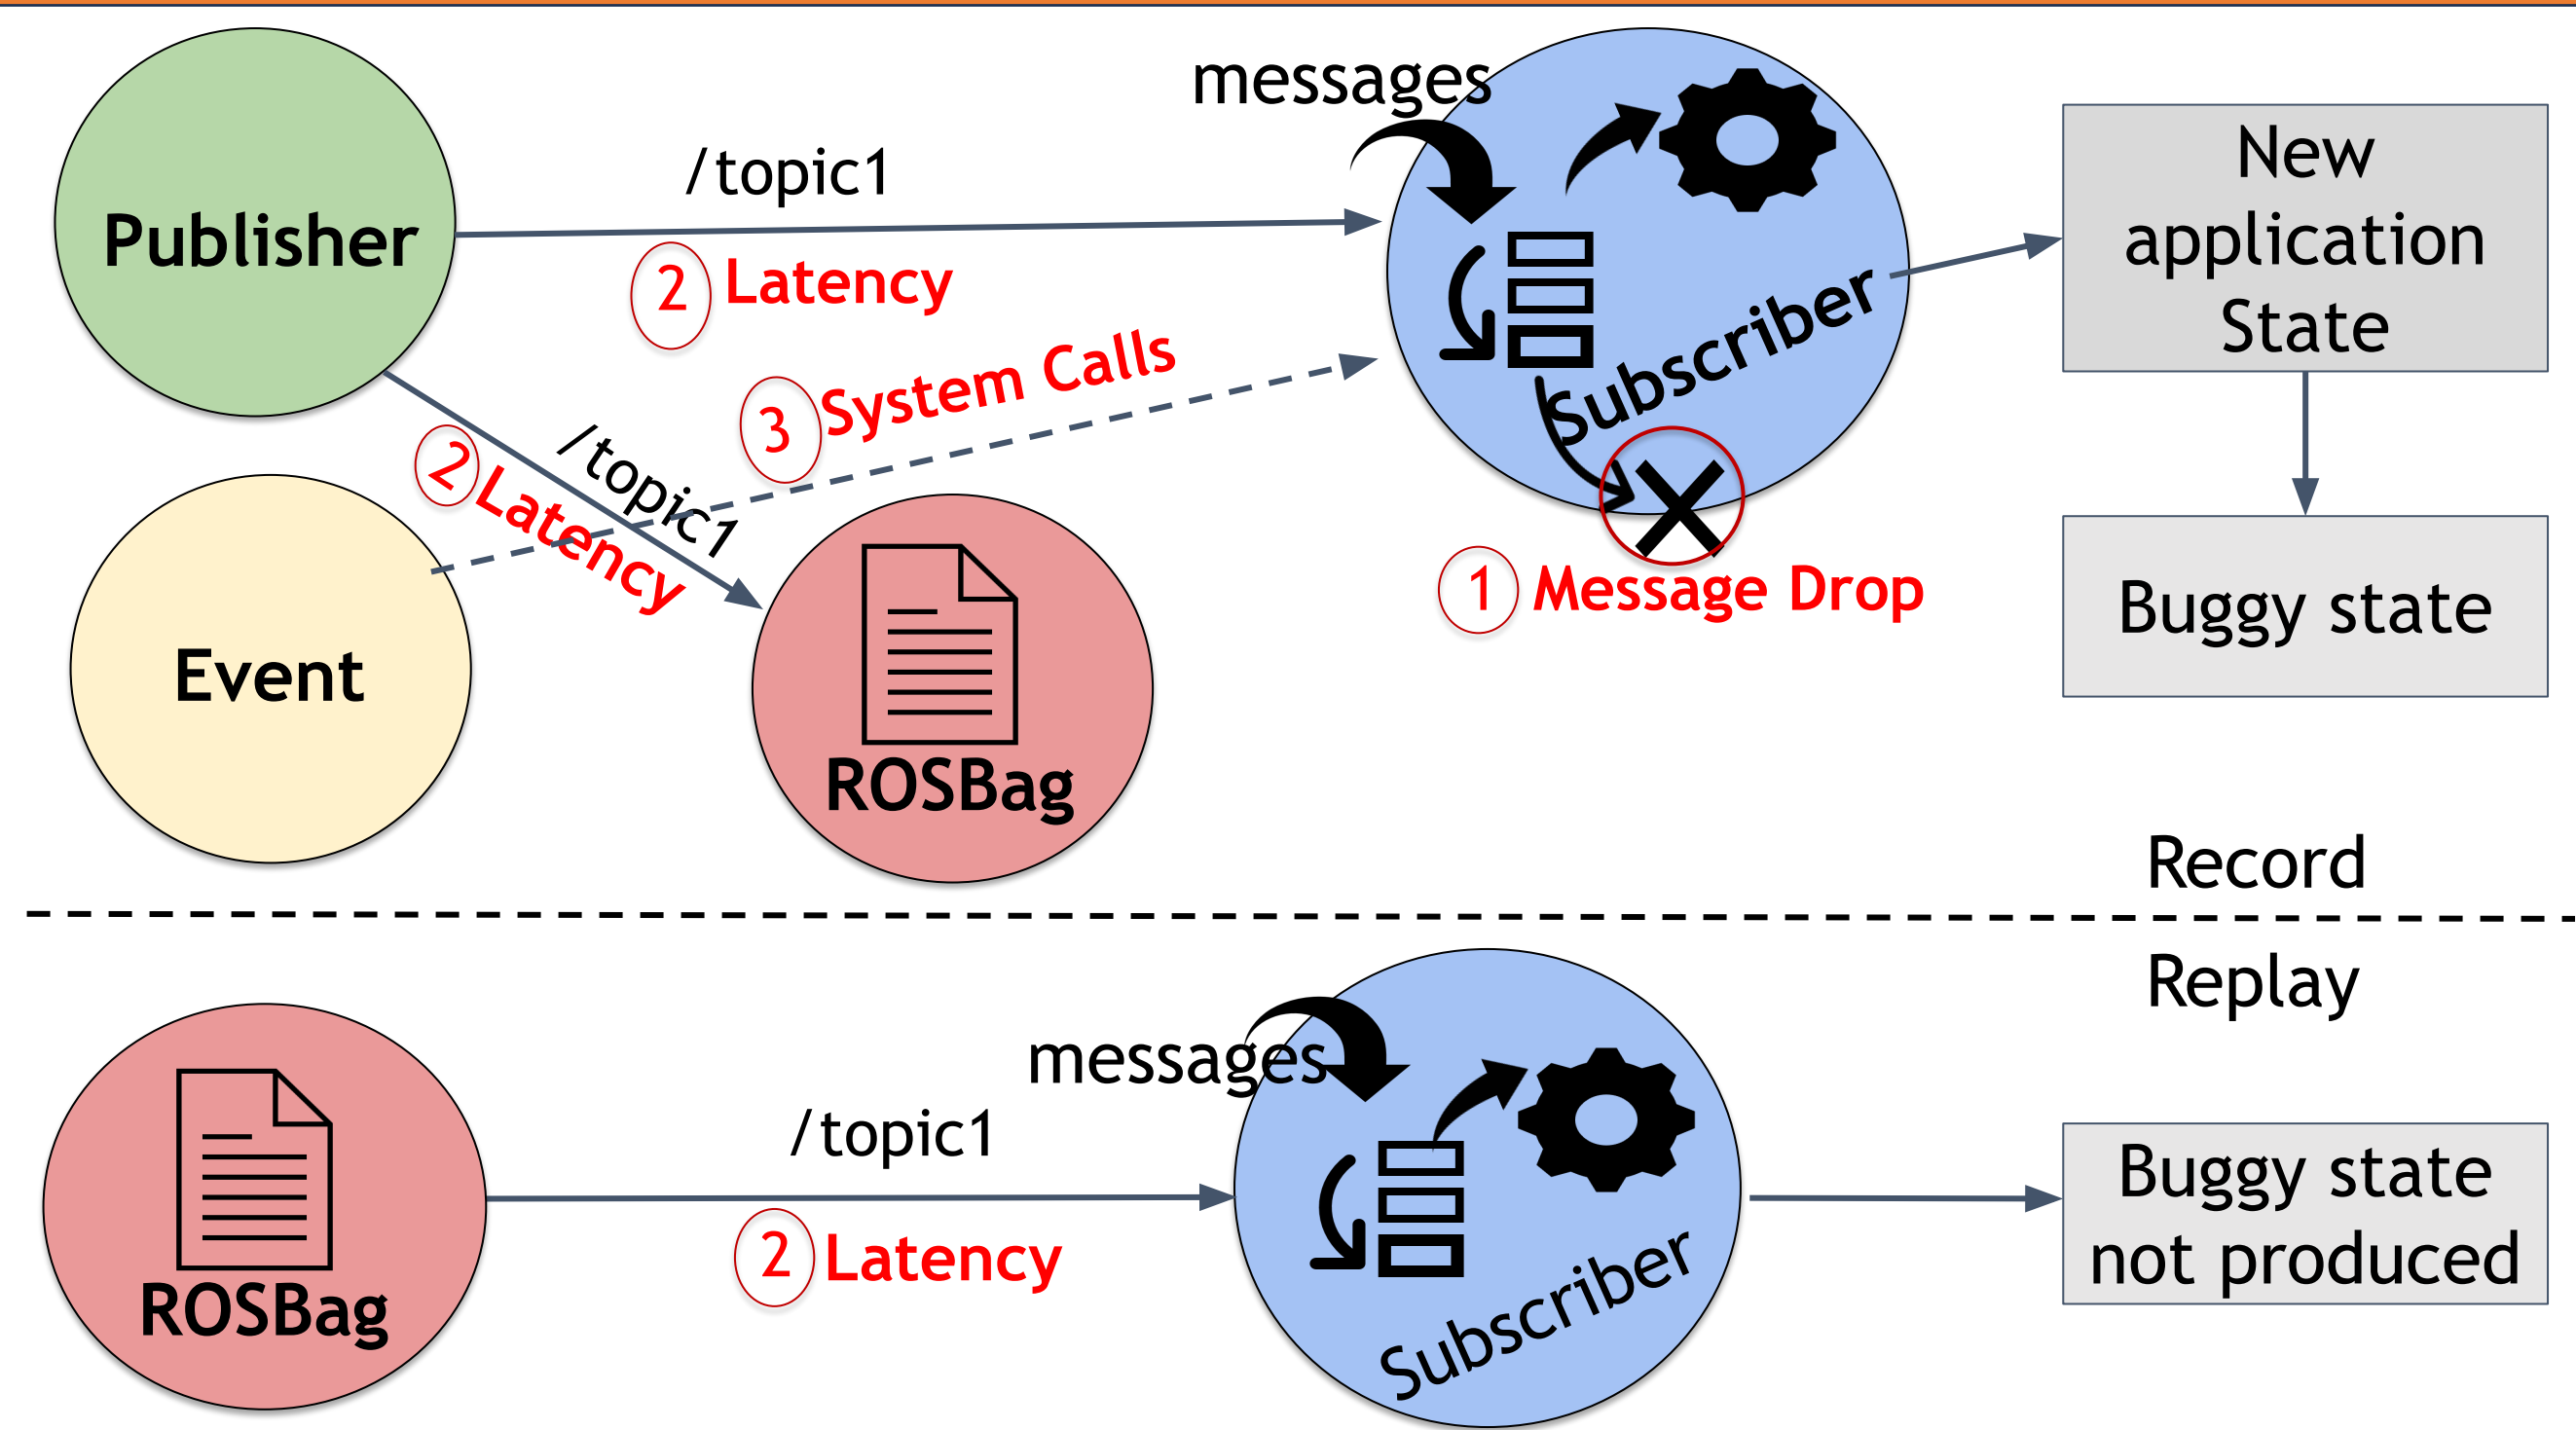 messages
/topic1
Publisher
2 Latency
3 System Calls
Subscriber
New
application
State
2 Latency
/topic1
1 Message Drop
Buggy state
Event
ROSBag
Record
Replay
messages
/topic1
2 Latency
ROSBag
Subscriber
Buggy state
not produced